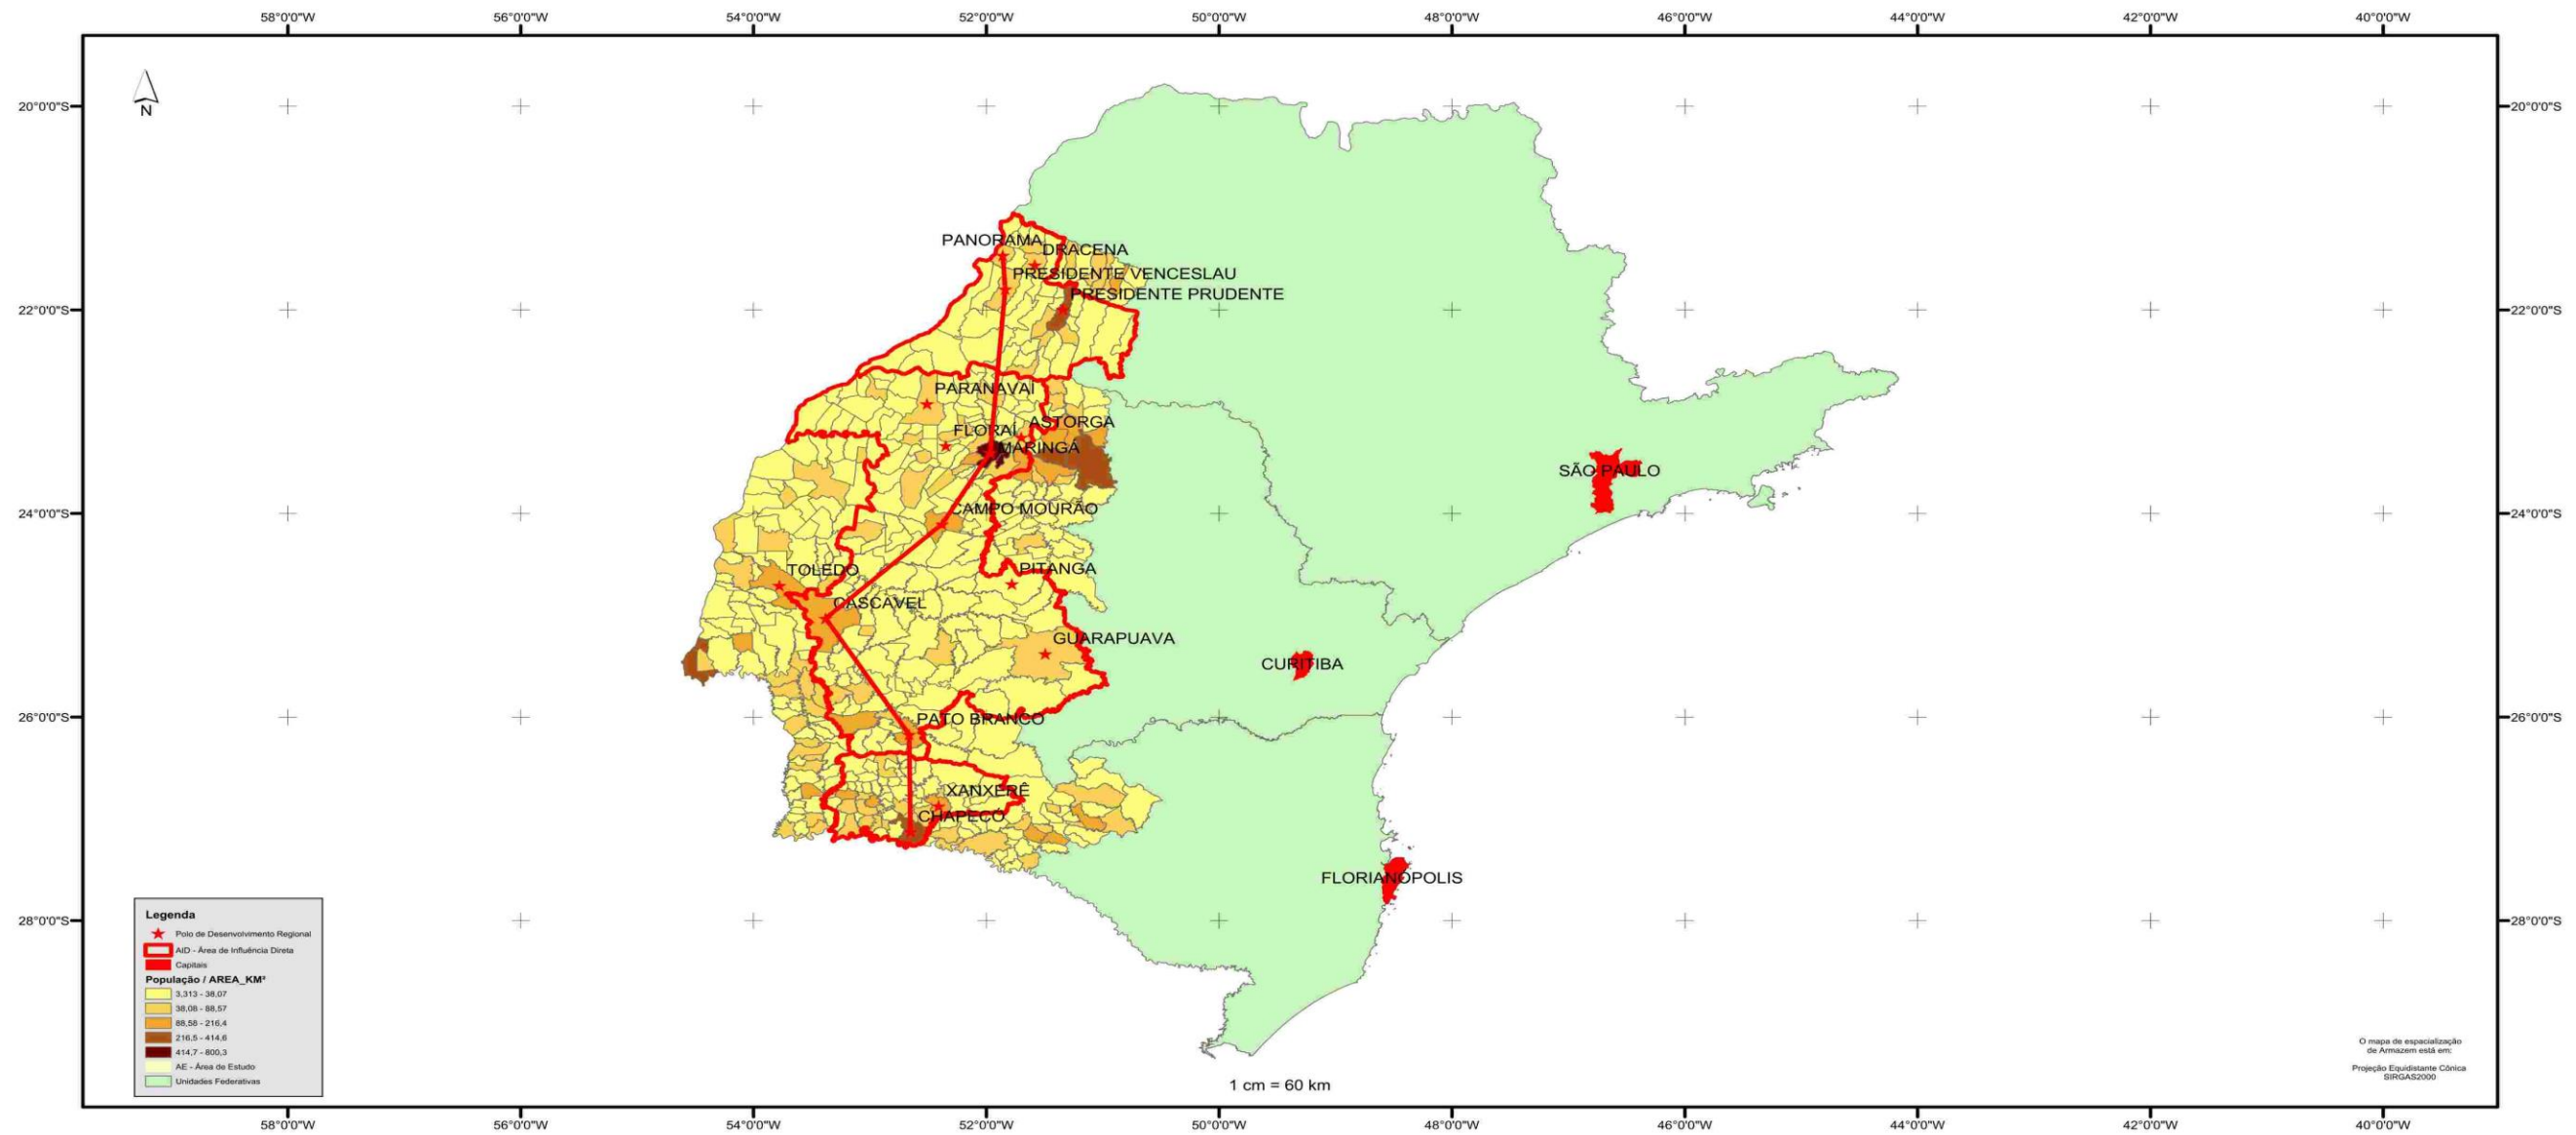 58°0'0"W 56°0'0"W 54°0'0"W 52°0'0"W 50°0'0"W 48°0'0"W 46°0'0"W 44°0'0"W 42°0'0"W 40°0'0"W
N
20°0'0"S 20°0'0"S
PANORAMA
DRACENA
PRESIDENTE VENCESLAU
PRESIDENTE PRUDENTE
22°0'0"S 22°0'0"S
PARANAVAÍ
ASTORGA
FLORAÍ
MARINGÁ
SÃO PAULO
CAMPO MOURÃO
24°0'0"S 24°0'0"S
PITANGA
TOLEDO
CASCAVEL
GUARAPUAVA
CURITIBA
26°0'0"S 26°0'0"S
PATO BRANCO
XANXERÊ
CHAPECÓ
FLORIANÓPOLIS
28°0'0"S 28°0'0"S
Legenda
Polo de Desenvolvimento Regional
AID - Área de Influência Direta
Capitais
População / AREA_KM²
3,313 - 38,07
38,08 - 88,57
88,58 - 216,4
216,5 - 414,6
414,7 - 800,3
AE - Área de Estudo
Unidades Federativas
O mapa de espacialização
de Armazem está em:
Projeção Equidistante Cônica
SIRGAS2000
1 cm = 60 km
58°0'0"W 56°0'0"W 54°0'0"W 52°0'0"W 50°0'0"W 48°0'0"W 46°0'0"W 44°0'0"W 42°0'0"W 40°0'0"W